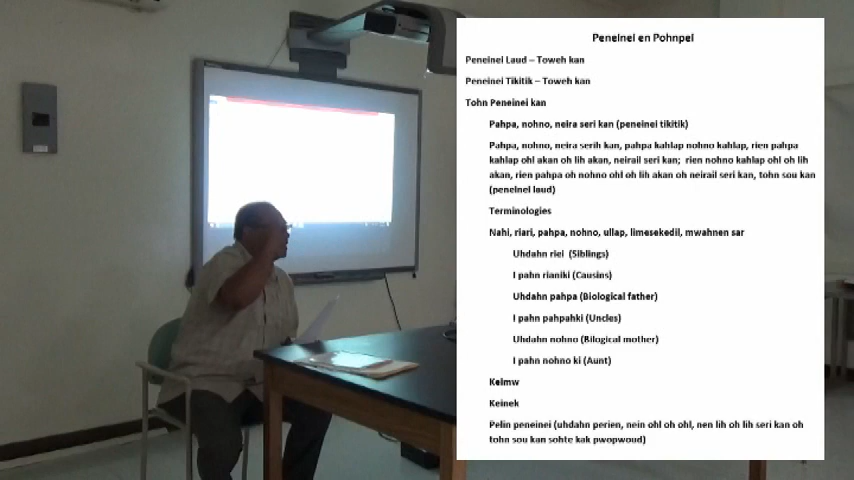 Peneinei en Pohnpei
Peneinei Laud – Toweh kan
Peneinei Tikitik – Toweh kan
Tohn Peneinei kan
Pahpa, nohno, neira seri kan (peneinei tikitik)
Pahpa, nohno, neira serih kan, pahpa kahlap nohno kahlap, rien pahpa
kahlap ohl akan oh lih akan, neirail seri kan; rien nohno kahlap ohl oh lih
akan, rien pahpa oh nohno ohl oh lih akan oh neirail seri kan, tohn sou kan
(peneinei laud)
Terminologies
Nahi, riari, pahpa, nohno, ullap, limesekedil, mwahnen sar
Uhdahn riei (Siblings)
I pahn rianiki (Causins)
Uhdahn pahpa (Biological father)
I pahn pahpahki (Uncles)
Uhdahn nohno (Bilogical mother)
I pahn nohno ki (Aunt)
Keimw
Keinek
Pelin peneinei (uhdahn perien, nein ohl oh ohl, nen lih oh lih seri kan oh
tohn sou kan sohte kak pwopwoud)